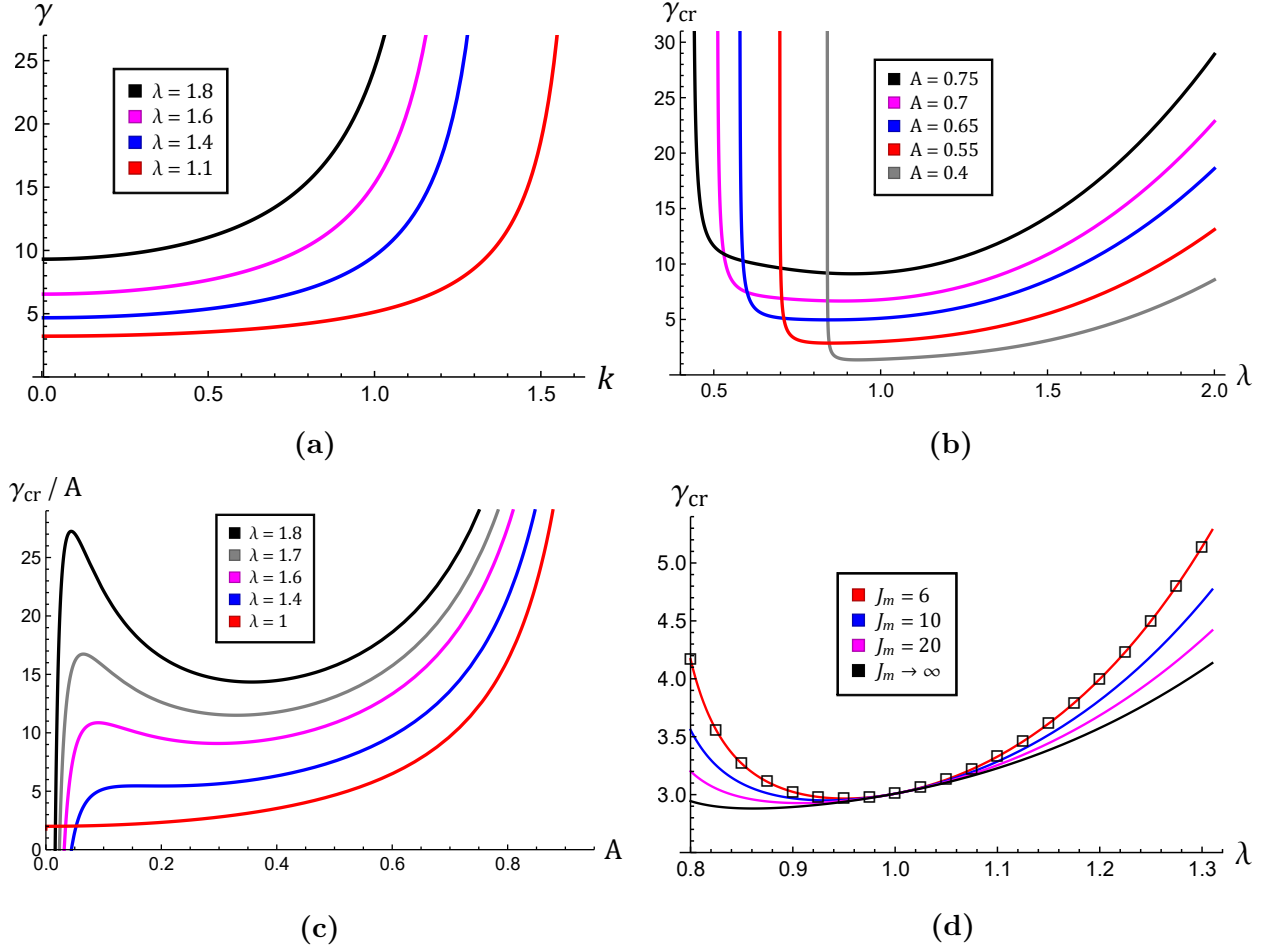 γ
25
20
15
10
5
0
λ = 1.8
λ = 1.6
λ = 1.4
λ = 1.1
0.0 0.5 1.0 1.5 k
(a)
γcr
30
25
20
15
10
5
A = 0.75
A = 0.7
A = 0.65
A = 0.55
A = 0.4
0.5 1.0 1.5 2.0 λ
(b)
γcr / A
25
20
15
10
5
0
λ = 1.8
λ = 1.7
λ = 1.6
λ = 1.4
λ = 1
0.0 0.2 0.4 0.6 0.8 A
(c)
γcr
5.0
4.5
4.0
3.5
3.0
Jm = 6
Jm = 10
Jm = 20
Jm → ∞
0.8 0.9 1.0 1.1 1.2 1.3 λ
(d)